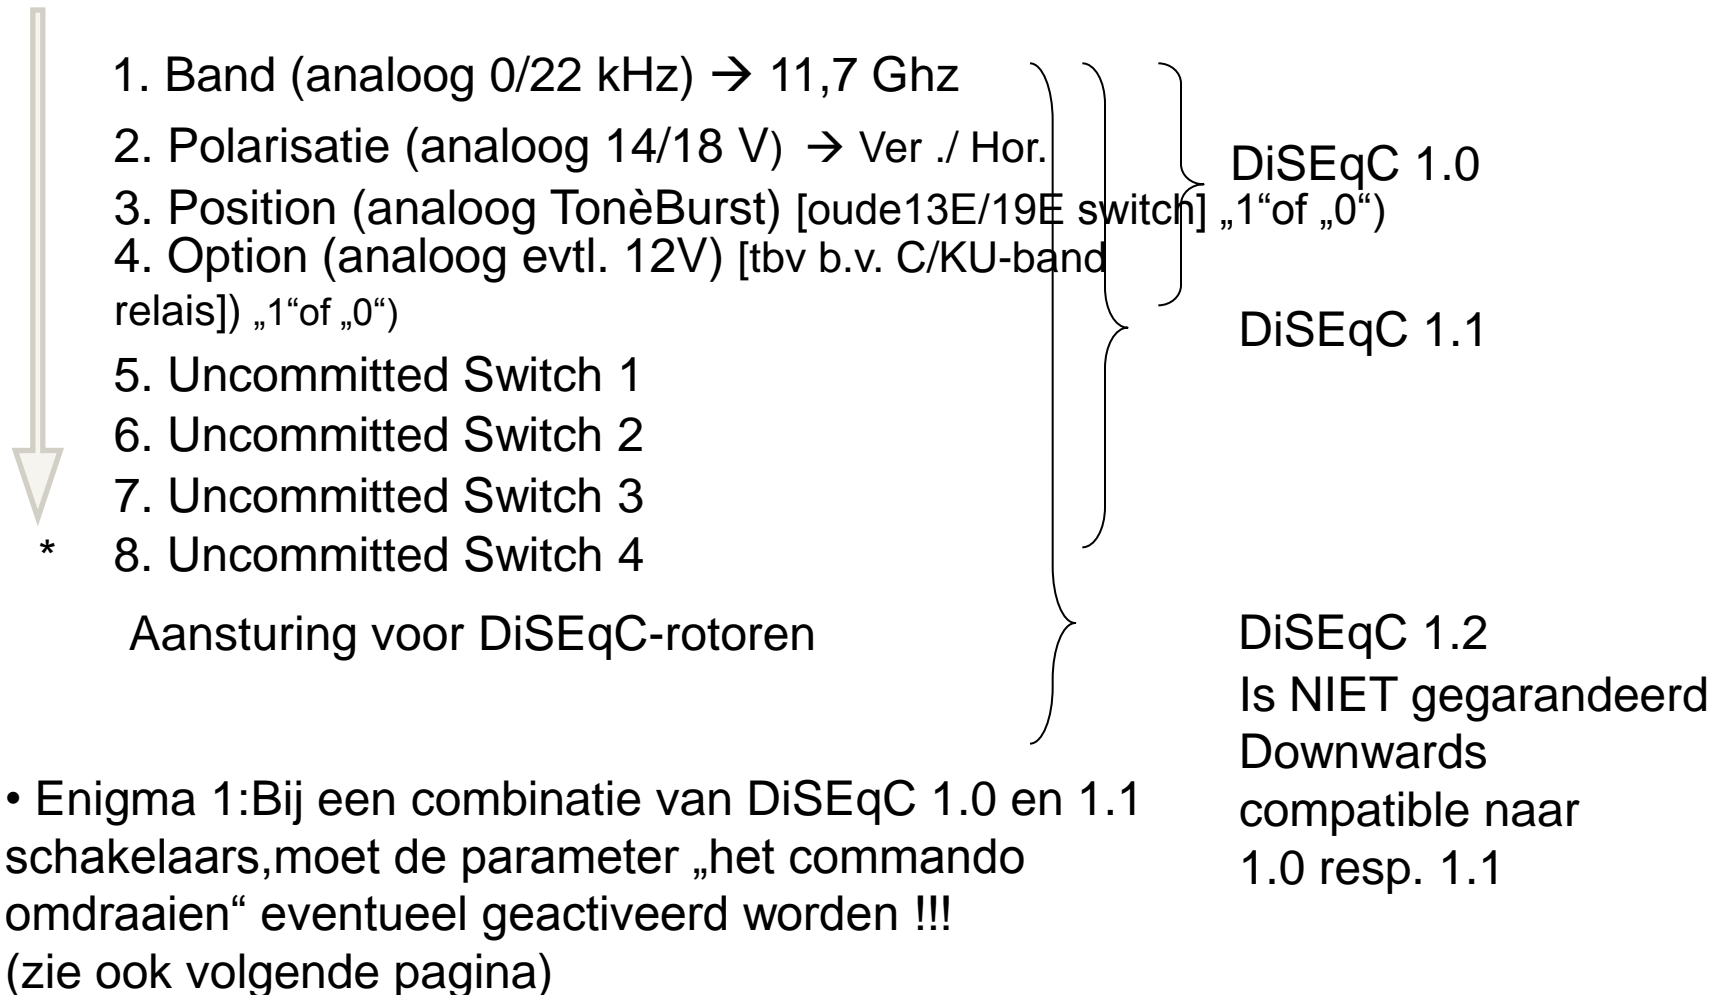 1. Band (analoog 0/22 kHz) → 11,7 Ghz
2. Polarisatie (analoog 14/18 V) → Ver ./ Hor.
3. Position (analoog TonèBurst) [oude13E/19E switch] „1“of „0“)
4. Option (analoog evtl. 12V) [tbv b.v. C/KU-band
relais]) „1“of „0“)
5. Uncommitted Switch 1
6. Uncommitted Switch 2
7. Uncommitted Switch 3
* 8. Uncommitted Switch 4
Aansturing voor DiSEqC-rotoren
DiSEqC 1.0
DiSEqC 1.1
DiSEqC 1.2
Is NIET gegarandeerd
Downwards
compatible naar
1.0 resp. 1.1
• Enigma 1:Bij een combinatie van DiSEqC 1.0 en 1.1
schakelaars,moet de parameter „het commando
omdraaien“ eventueel geactiveerd worden !!!
(zie ook volgende pagina)